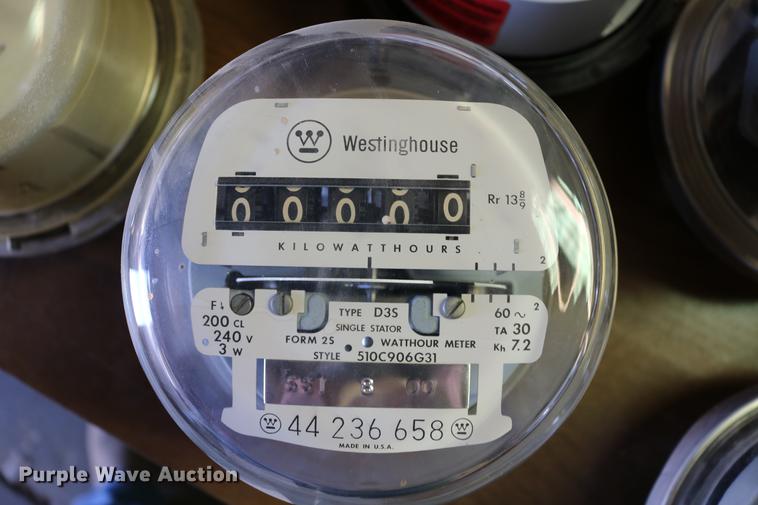 Westinghouse
0 0 0 0 0
Rr 13 8/9
KILOWATTHOURS
2
F
200 CL
240 V
3 W
TYPE D3S
SINGLE STATOR
FORM 2S WATTHOUR METER
STYLE 510C906G31
60 ~ 2
TA 30
Kh 7.2
8 00
44 236 658
MADE IN U.S.A.
Purple Wave Auction